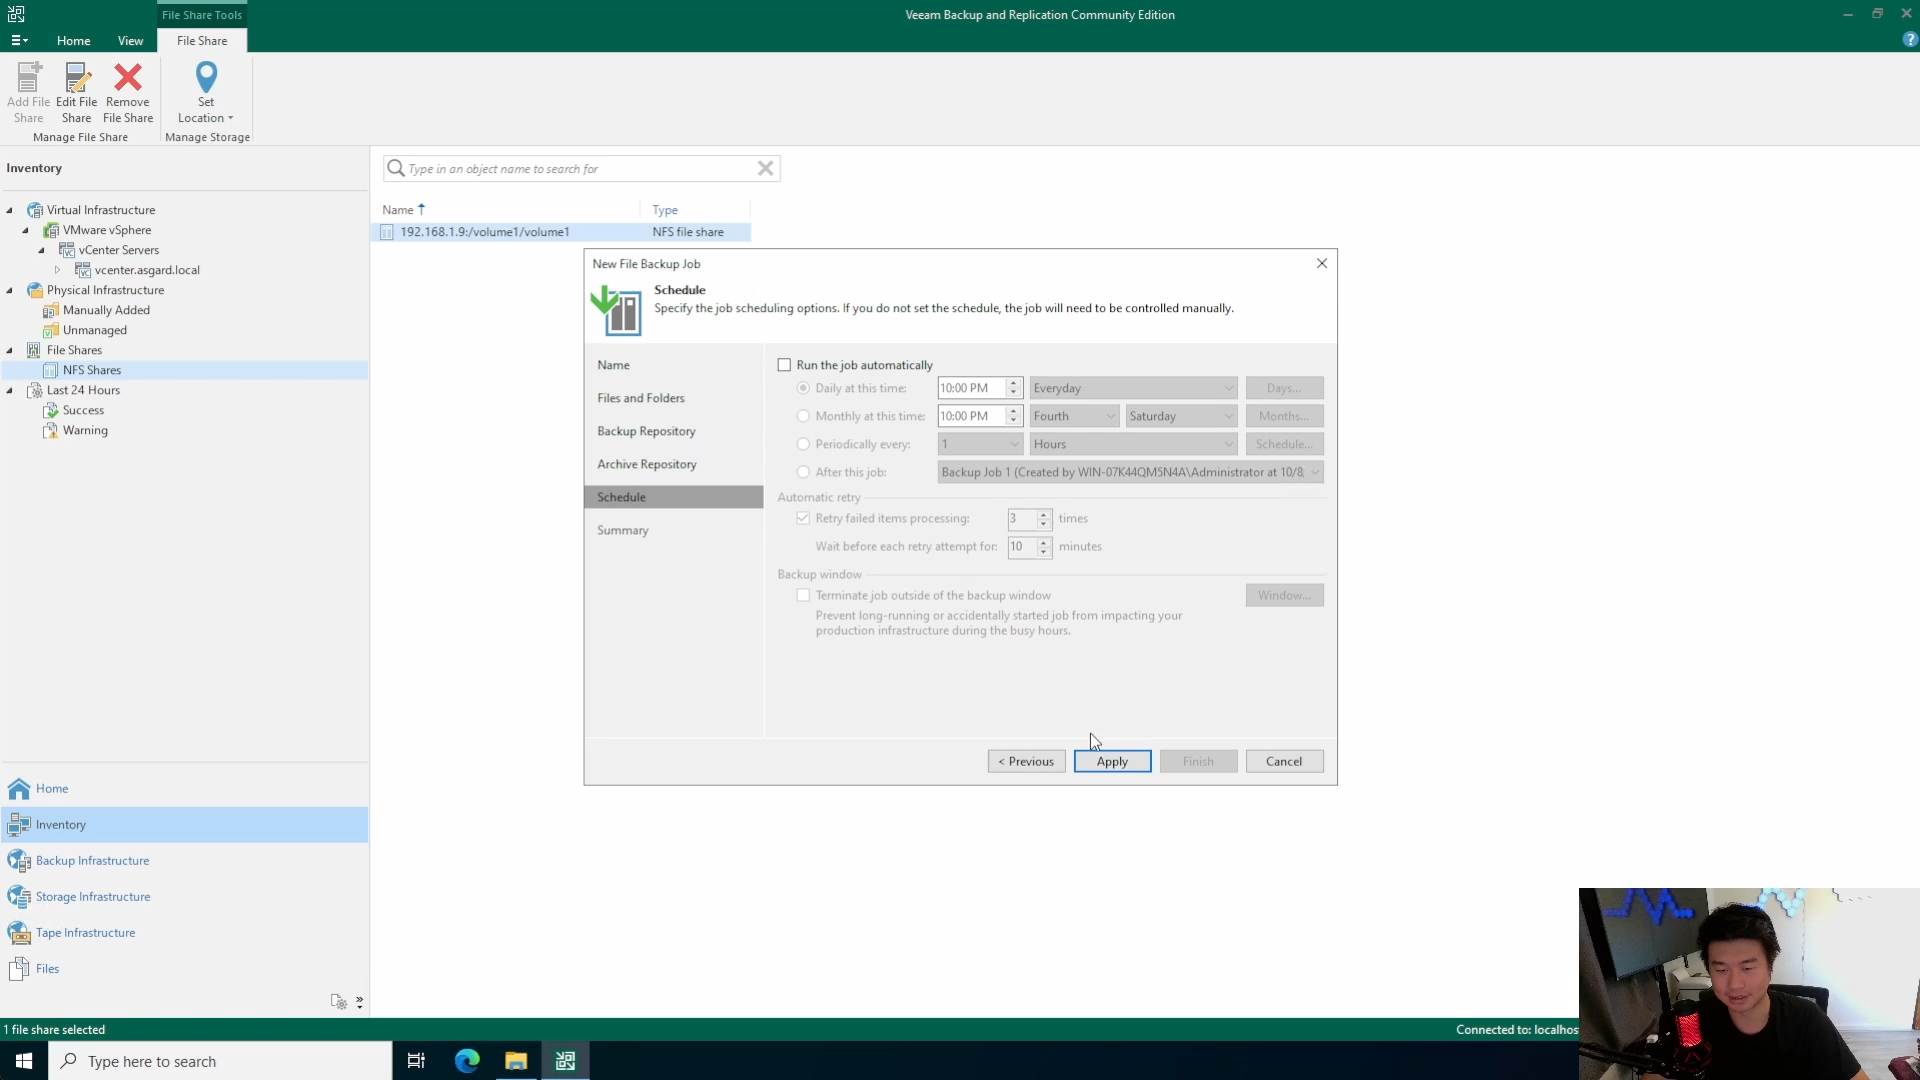 File Share Tools
Veeam Backup and Replication Community Edition
Home
View
File Share
Add File Share
Edit File Share
Remove File Share
Set Location
Manage File Share
Manage Storage
Inventory
Type in an object name to search for
Virtual Infrastructure
VMware vSphere
vCenter Servers
vcenter.asgard.local
Physical Infrastructure
Manually Added
Unmanaged
File Shares
NFS Shares
Last 24 Hours
Success
Warning
Name
Type
192.168.1.9:/volume1/volume1
NFS file share
New File Backup Job
Schedule
Specify the job scheduling options. If you do not set the schedule, the job will need to be controlled manually.
Name
Files and Folders
Backup Repository
Archive Repository
Schedule
Summary
Run the job automatically
Daily at this time:
10:00 PM
Everyday
Days...
Monthly at this time:
10:00 PM
Fourth
Saturday
Months...
Periodically every:
1
Hours
Schedule...
After this job:
Backup Job 1 (Created by WIN-07K44QM5N4A\Administrator at 10/8,
Automatic retry
Retry failed items processing:
3
times
Wait before each retry attempt for:
10
minutes
Backup window
Terminate job outside of the backup window
Window...
Prevent long-running or accidentally started job from impacting your
production infrastructure during the busy hours.
< Previous
Apply
Finish
Cancel
Home
Inventory
Backup Infrastructure
Storage Infrastructure
Tape Infrastructure
Files
1 file share selected
Connected to: localhos
Type here to search